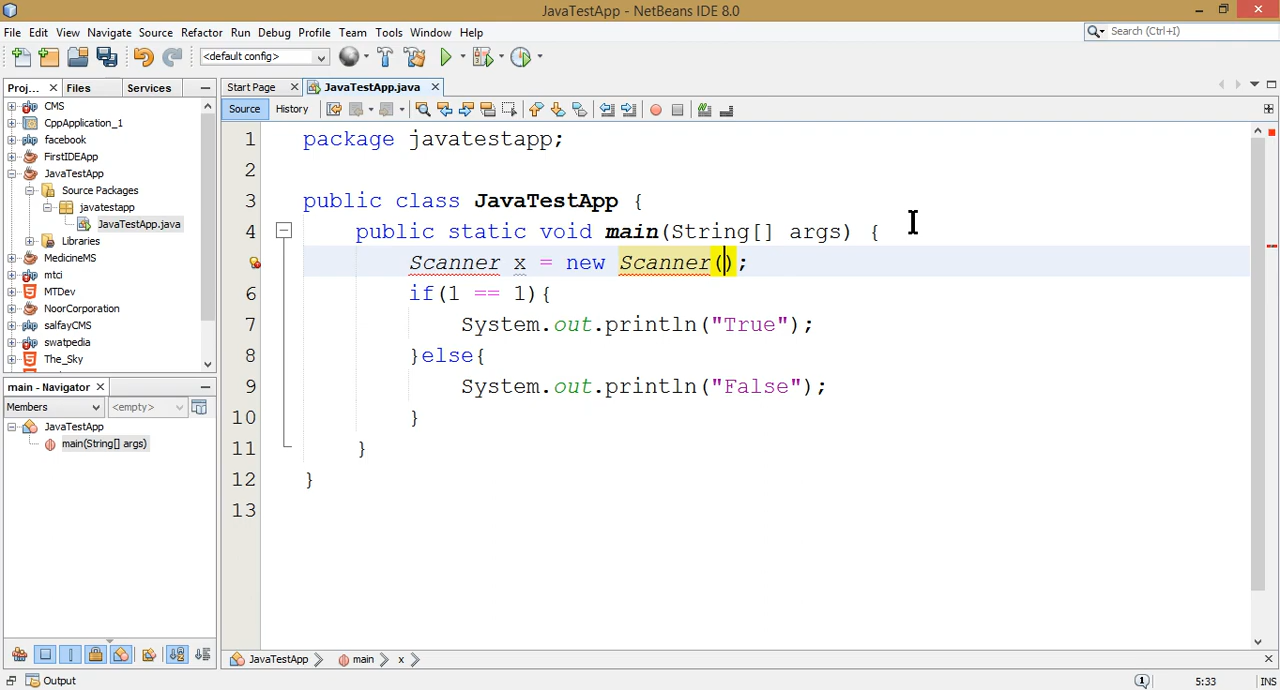 JavaTestApp - NetBeans IDE 8.0
File Edit View Navigate Source Refactor Run Debug Profile Team Tools Window Help
Search (Ctrl+I)
<default config>
Proj... Files Services
Start Page JavaTestApp.java
Source History
CMS
CppApplication_1
facebook
FirstIDEApp
JavaTestApp
Source Packages
javatestapp
JavaTestApp.java
Libraries
MedicineMS
mtci
MTDev
NoorCorporation
salfayCMS
swatpedia
The_Sky
main - Navigator
Members <empty>
JavaTestApp
main(String[] args)
1 package javatestapp;
2
3 public class JavaTestApp {
4 public static void main(String[] args) {
Scanner x = new Scanner();
6 if(1 == 1){
7 System.out.println("True");
8 }else{
9 System.out.println("False");
10 }
11 }
12 }
13
JavaTestApp main x
Output
1 5:33 INS